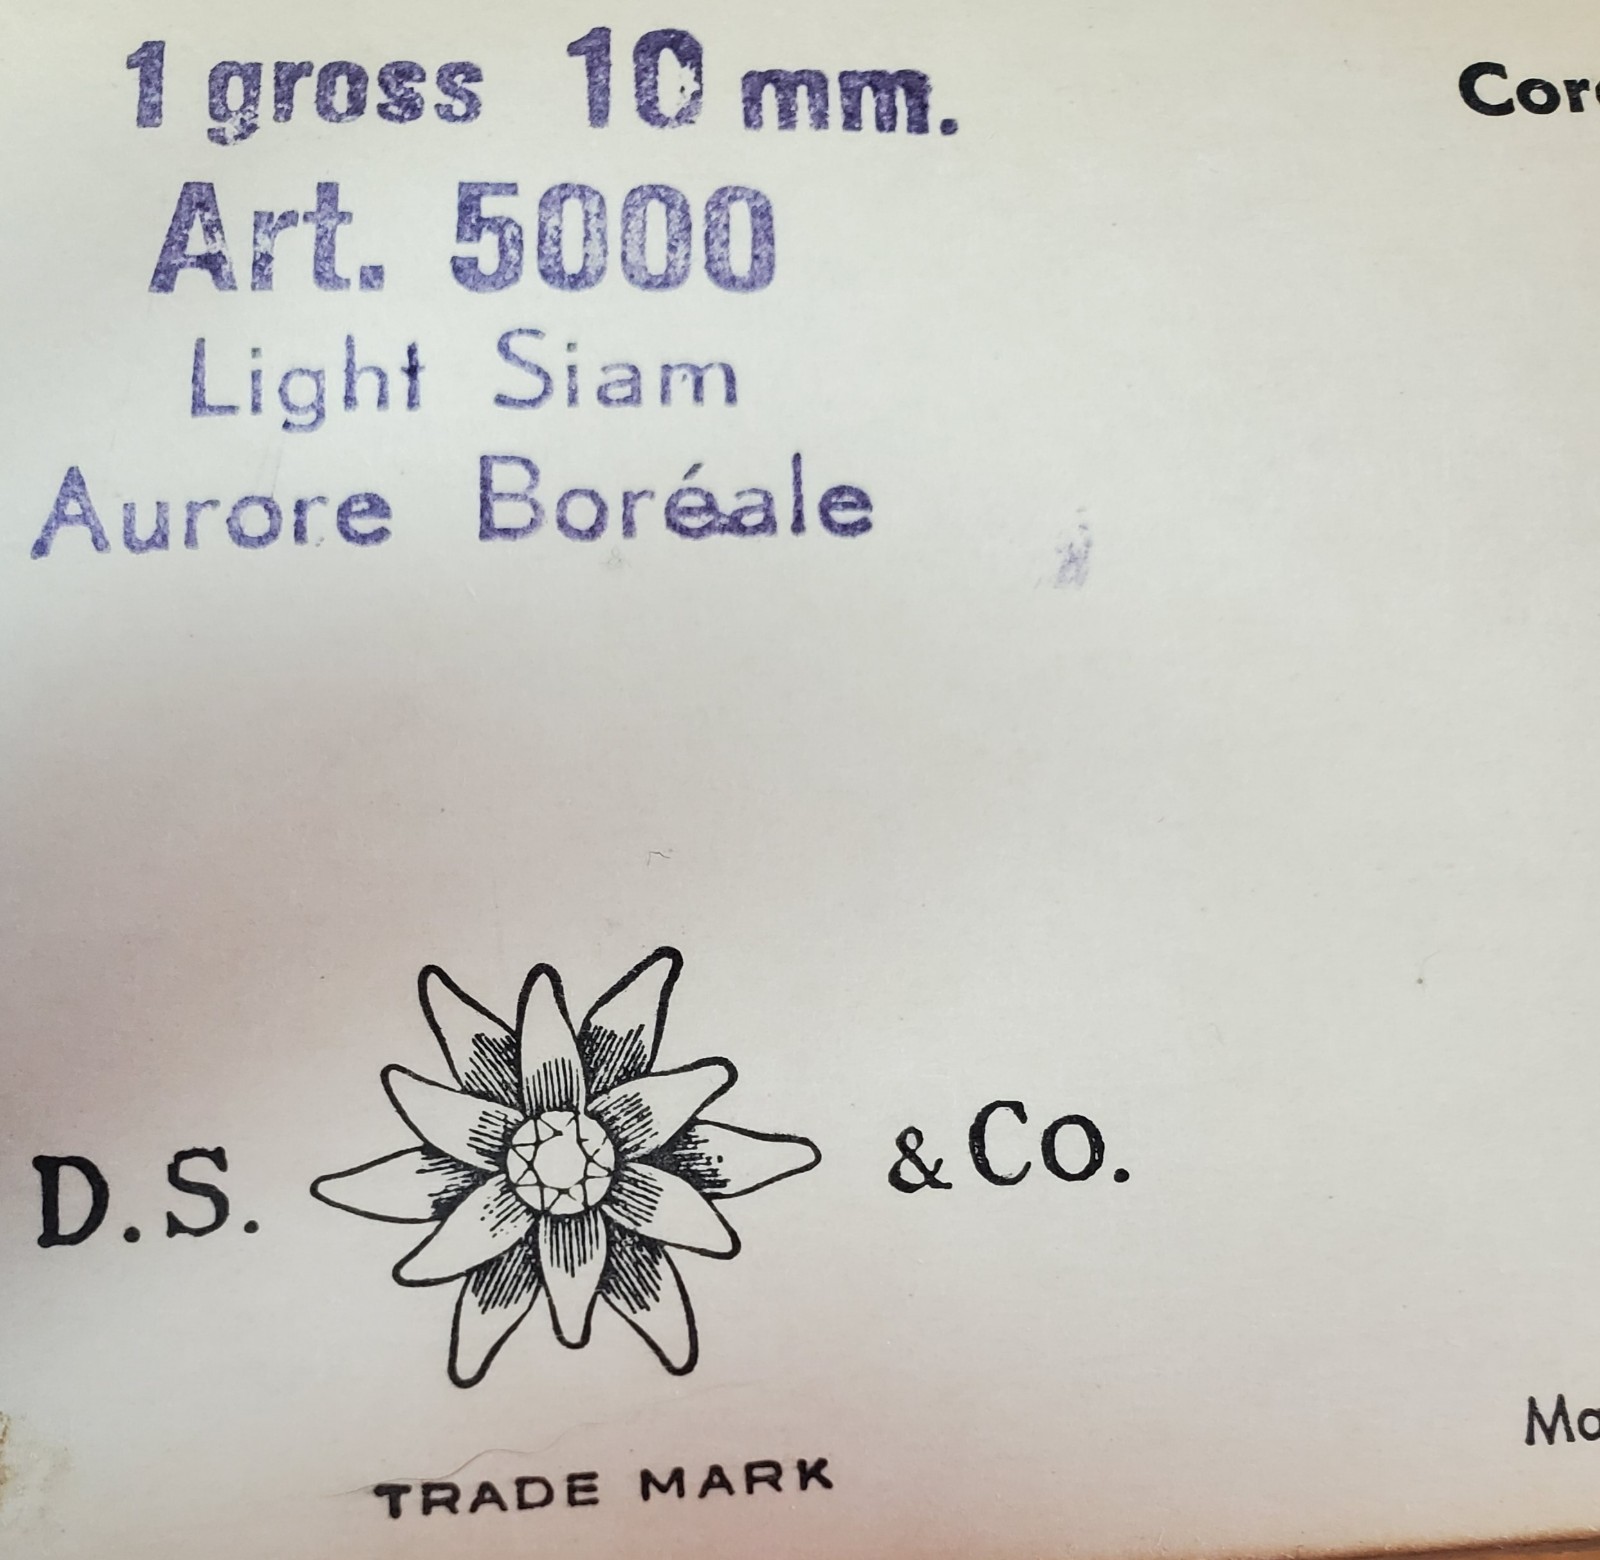 1 gross 10 mm.
Art. 5000
Light Siam
Aurore Boréale
D.S. & CO.
TRADE MARK